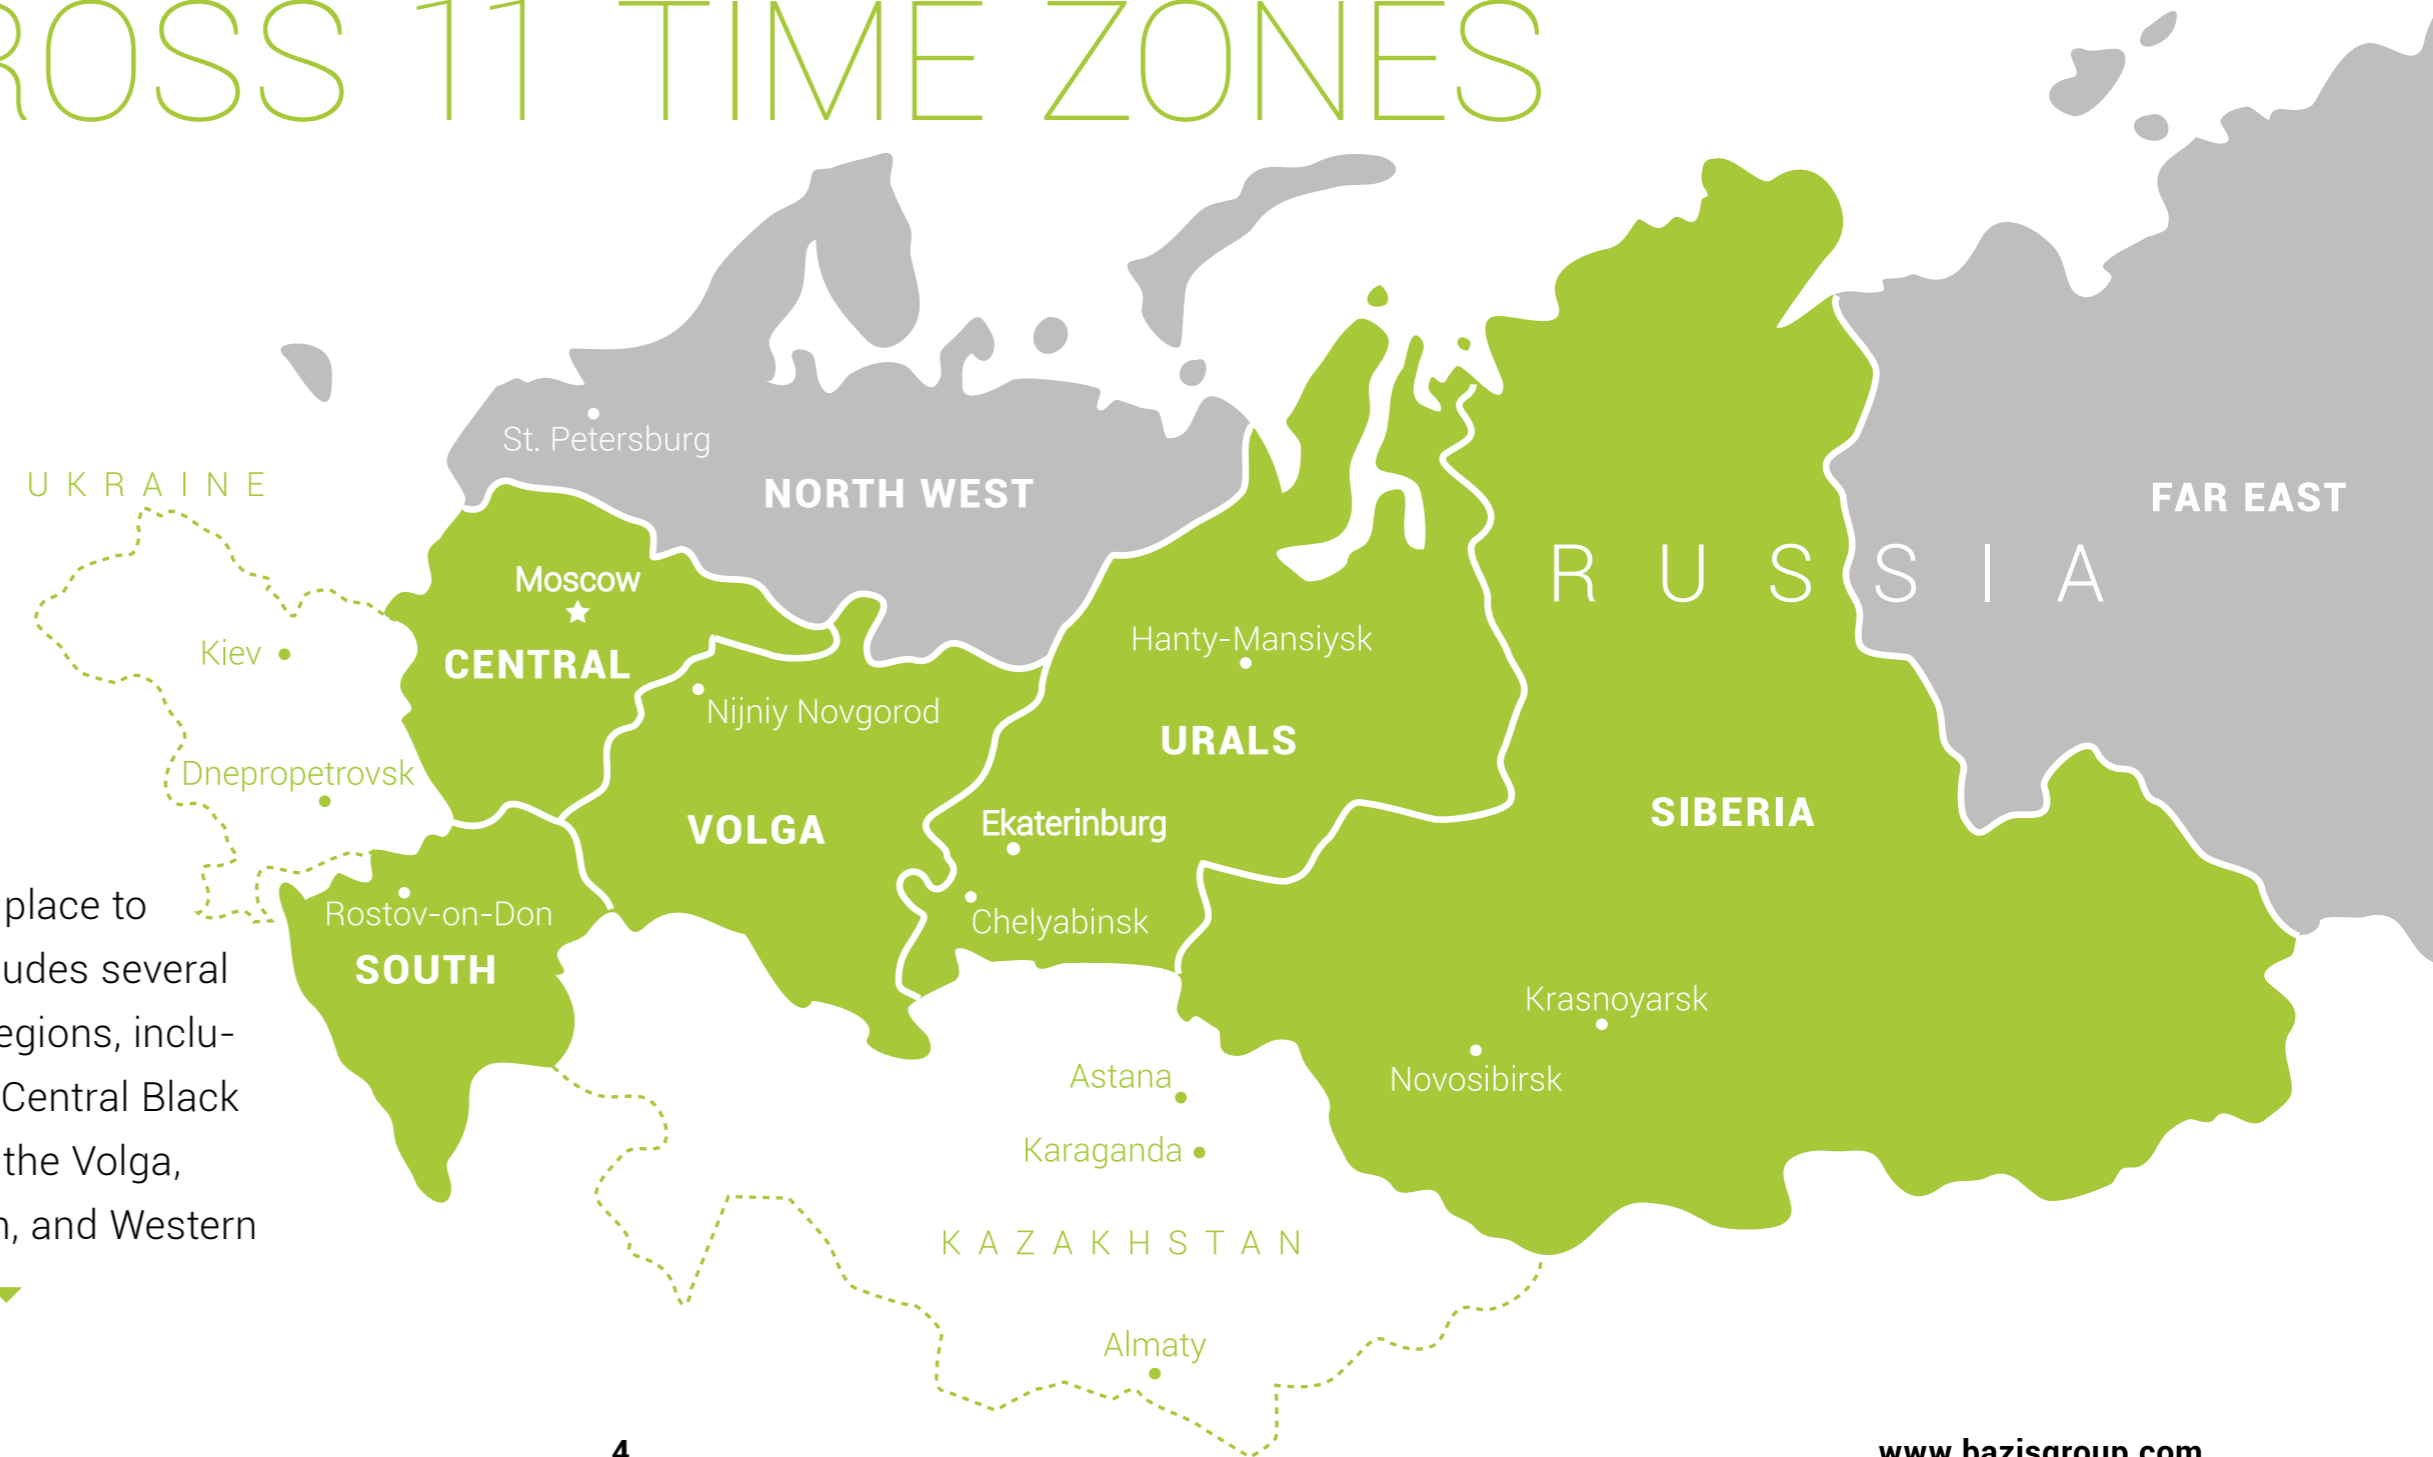 ROSS 11 TIME ZONES
St. Petersburg
UKRAINE
NORTH WEST
FAR EAST
RUSSIA
Moscow
Kiev
CENTRAL
Hanty-Mansiysk
Nijniy Novgorod
URALS
Dnepropetrovsk
SIBERIA
VOLGA
Ekaterinburg
place to
Rostov-on-Don
Chelyabinsk
udes several
SOUTH
Krasnoyarsk
egions, inclu-
Astana
Novosibirsk
Central Black
Karaganda
the Volga,
n, and Western
KAZAKHSTAN
Almaty
4
www.bazisgroup.com